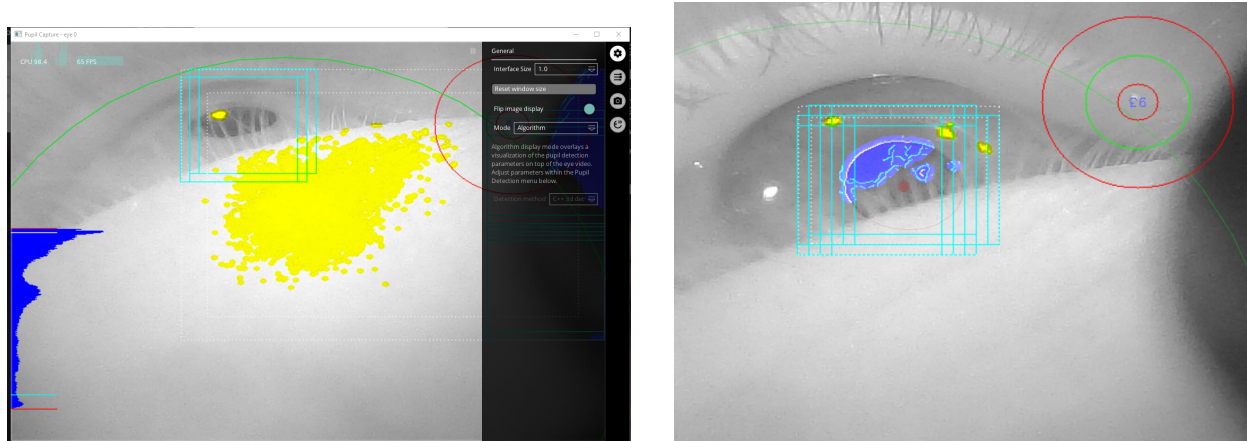 Pupil Capture - eye 0
CPU 68.4
65 FPS
General
Interface Size 1.0
Reset window size
Flip image display
Mode Algorithm
Algorithm display mode overlays a
visualization of the pupil detection
parameters on top of the eye video.
Adjust parameters within the Pupil
Detection menu below.
Detection method C++ 3d det
93